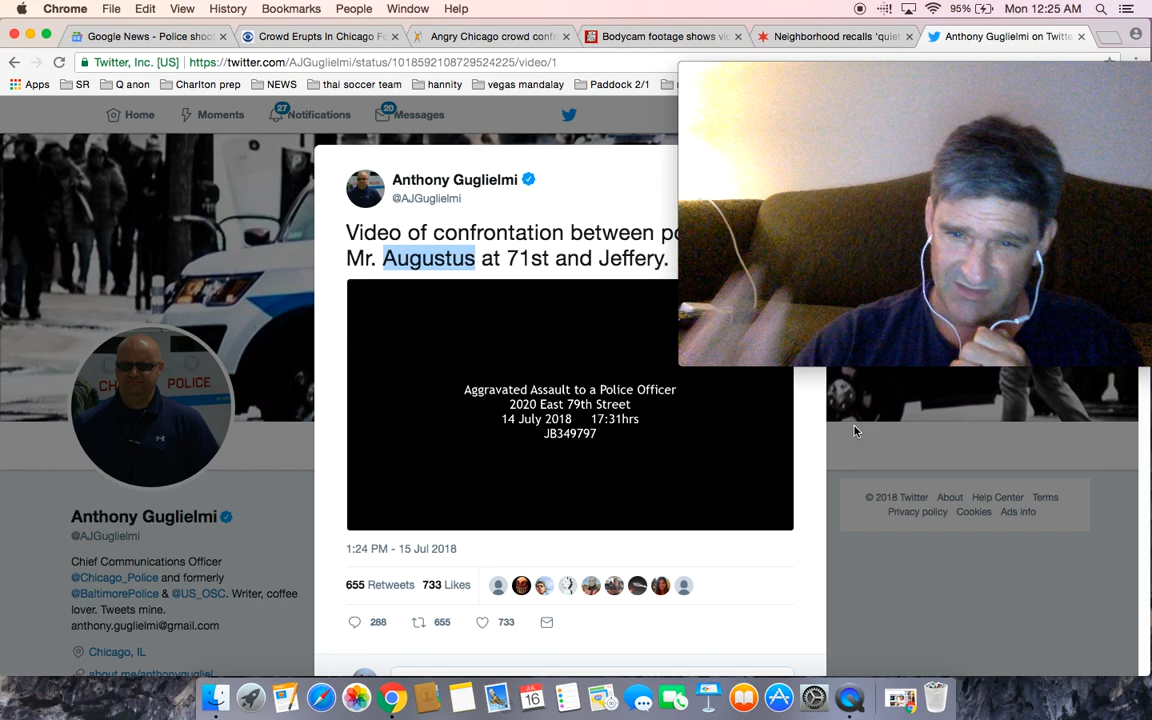 Chrome File Edit View History Bookmarks People Window Help 95% Mon 12:25 AM
Google News - Police shoot
Crowd Erupts In Chicago
Angry Chicago crowd conf
Bodycam footage shows
Neighborhood recalls 'quiet
Anthony Guglielmi on Twitte
Twitter, Inc. [US] https://twitter.com/AJGuglielmi/status/1018592108729524225/video/1
Apps SR Q anon Charlton prep NEWS thai soccer team hannity vegas mandalay Paddock 2/1
Home Moments 27 Notifications 20 Messages
Anthony Guglielmi
@AJGuglielmi
Video of confrontation between
Mr. Augustus at 71st and Jeffery.
Aggravated Assault to a Police Officer
2020 East 79th Street
14 July 2018 17:31hrs
JB349797
1:24 PM - 15 Jul 2018
655 Retweets 733 Likes
288 655 733
POLICE
Anthony Guglielmi
@AJGuglielmi
Chief Communications Officer
@Chicago_Police and formerly
@BaltimorePolice & @US_OSC. Writer, coffee
lover. Tweets mine.
anthony.guglielmi@gmail.com
Chicago, IL
about.me/anthonyguglielmi
© 2018 Twitter About Help Center Terms
Privacy policy Cookies Ads info
JUL
16